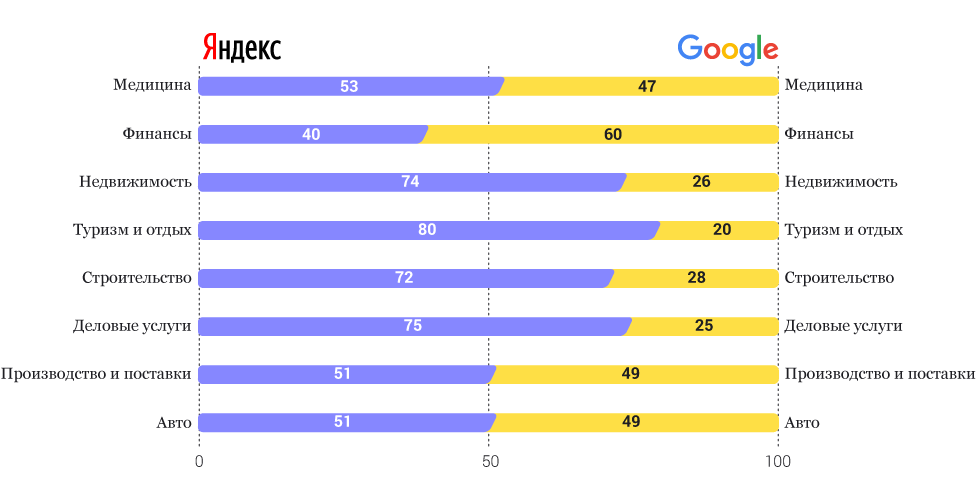 Яндекс Google
Медицина 53 47 Медицина
Финансы 40 60 Финансы
Недвижимость 74 26 Недвижимость
Туризм и отдых 80 20 Туризм и отдых
Строительство 72 28 Строительство
Деловые услуги 75 25 Деловые услуги
Производство и поставки 51 49 Производство и поставки
Авто 51 49 Авто
0 50 100